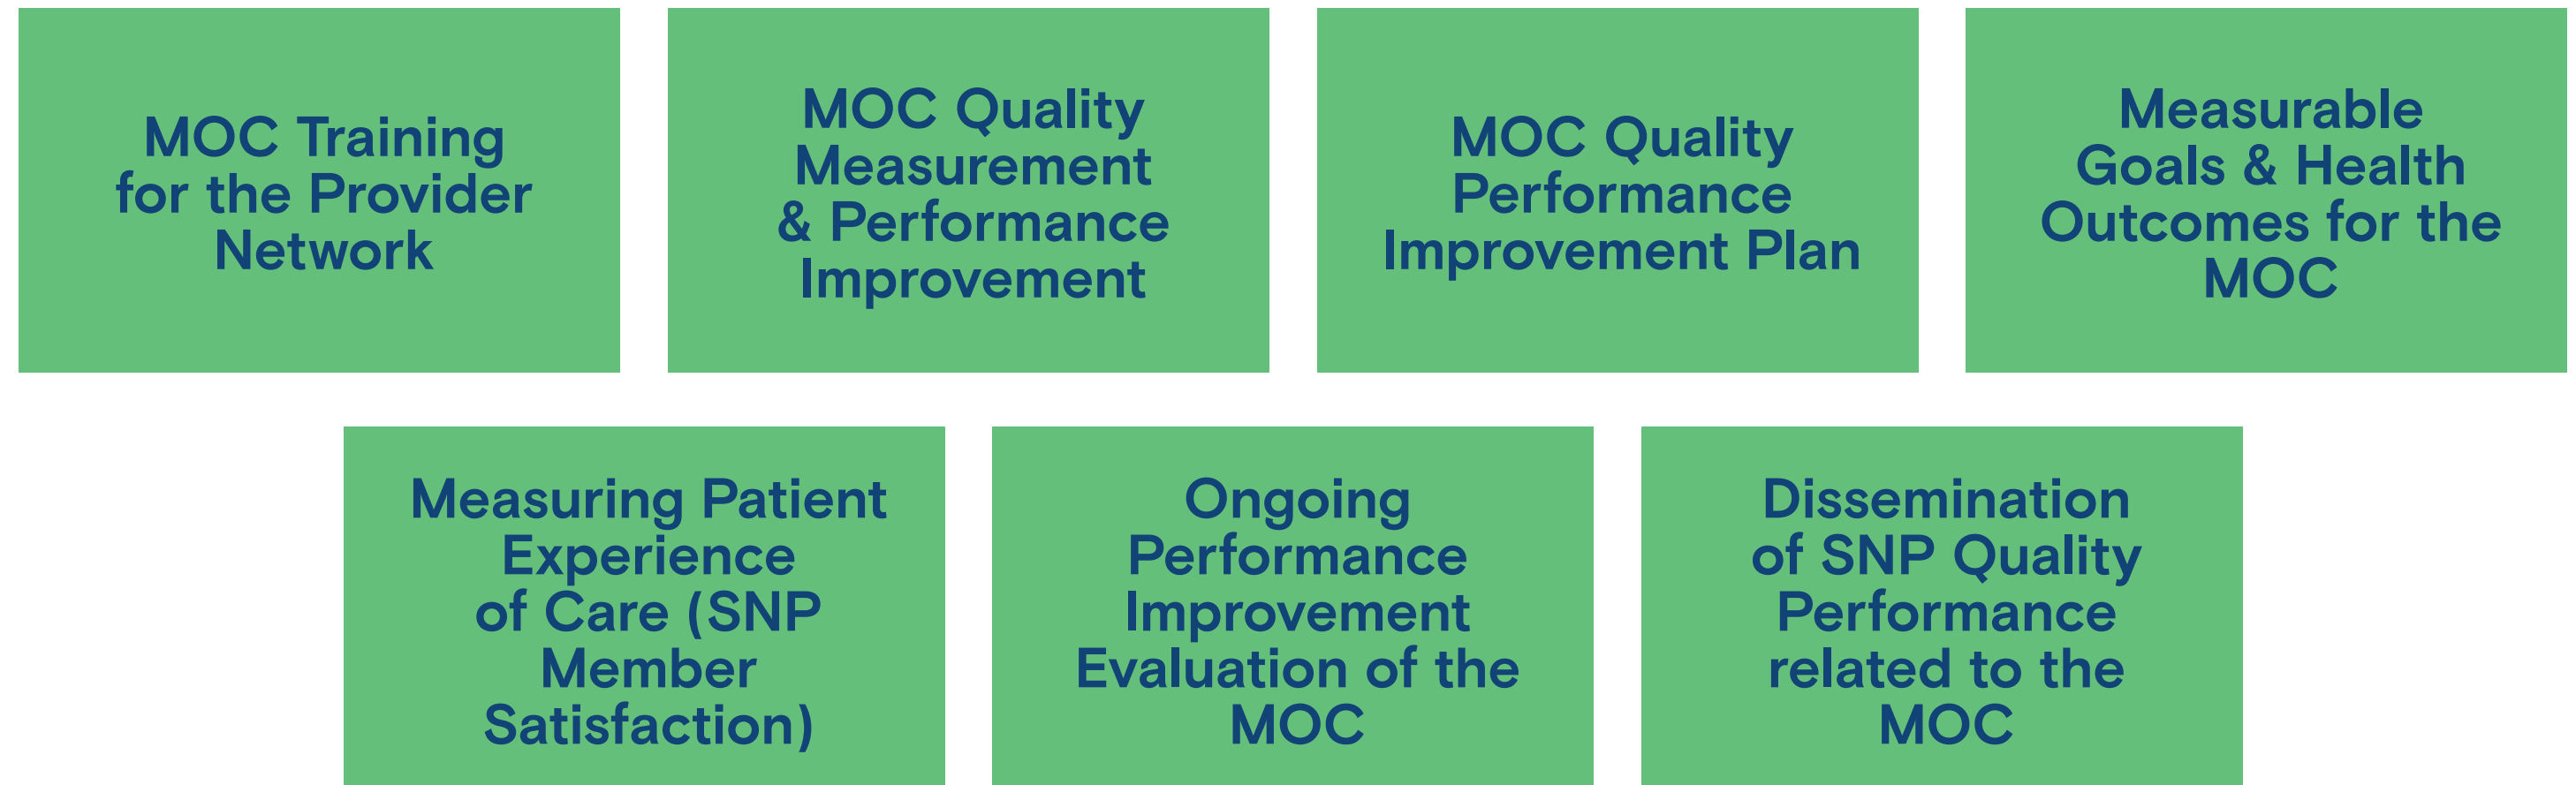 MOC Training
for the Provider
Network
MOC Quality
Measurement
& Performance
Improvement
MOC Quality
Performance
Improvement Plan
Measurable
Goals & Health
Outcomes for the
MOC
Measuring Patient
Experience
of Care (SNP
Member
Satisfaction)
Ongoing
Performance
Improvement
Evaluation of the
MOC
Dissemination
of SNP Quality
Performance
related to the
MOC